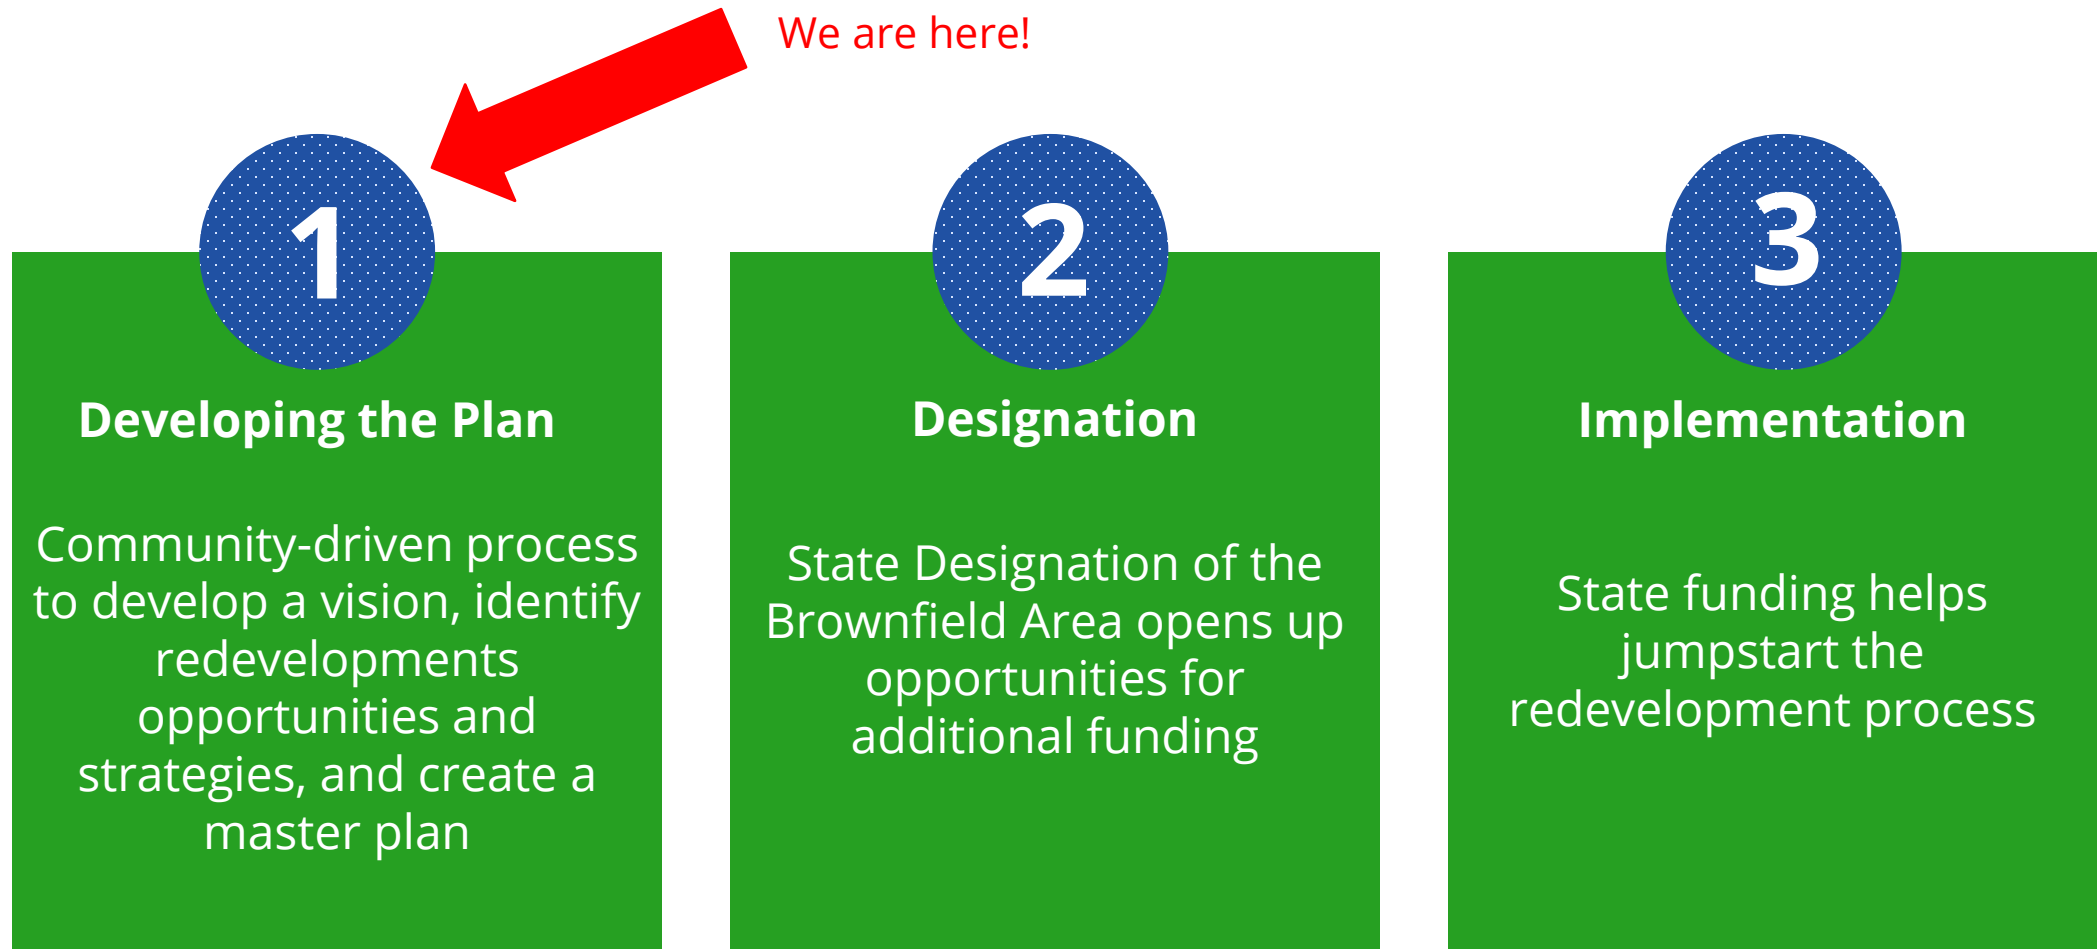 We are here!
1
Developing the Plan
Community-driven process
to develop a vision, identify
redevelopments
opportunities and
strategies, and create a
master plan
2
Designation
State Designation of the
Brownfield Area opens up
opportunities for
additional funding
3
Implementation
State funding helps
jumpstart the
redevelopment process